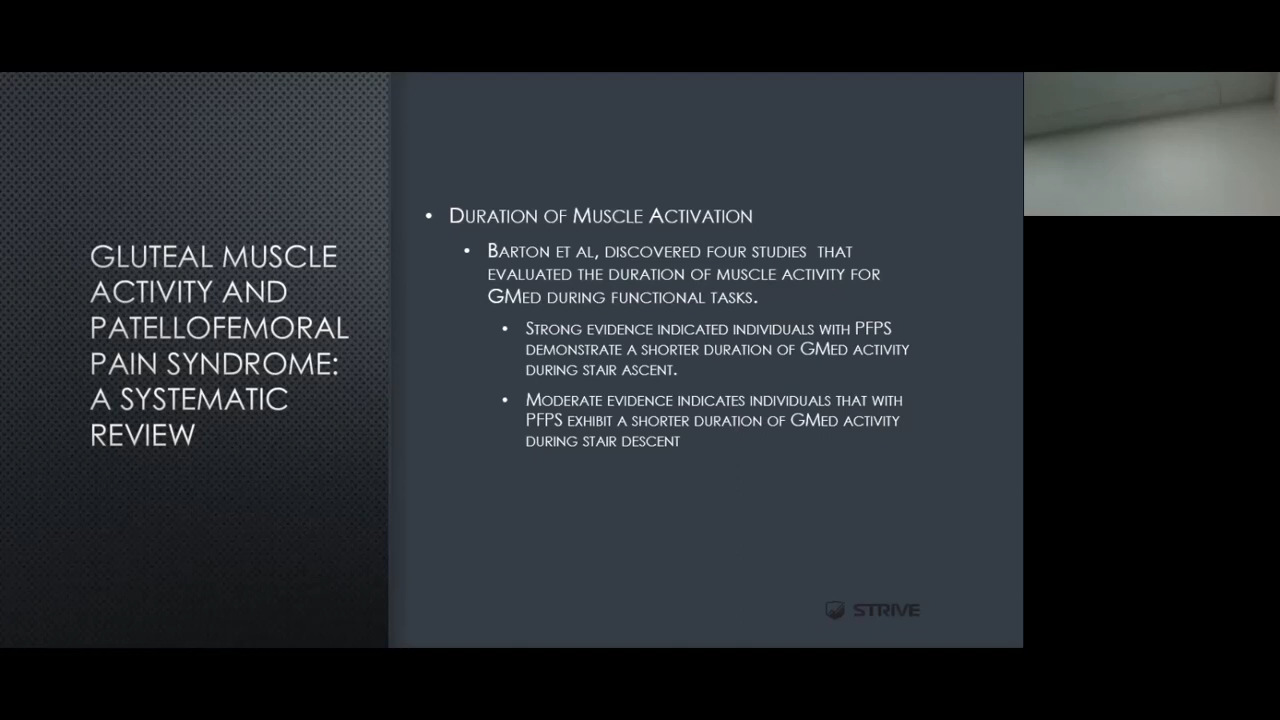 GLUTEAL MUSCLE
ACTIVITY AND
PATELLOFEMORAL
PAIN SYNDROME:
A SYSTEMATIC
REVIEW
• DURATION OF MUSCLE ACTIVATION
• BARTON ET AL, DISCOVERED FOUR STUDIES THAT
EVALUATED THE DURATION OF MUSCLE ACTIVITY FOR
GMED DURING FUNCTIONAL TASKS.
• STRONG EVIDENCE INDICATED INDIVIDUALS WITH PFPS
DEMONSTRATE A SHORTER DURATION OF GMED ACTIVITY
DURING STAIR ASCENT.
• MODERATE EVIDENCE INDICATES INDIVIDUALS THAT WITH
PFPS EXHIBIT A SHORTER DURATION OF GMED ACTIVITY
DURING STAIR DESCENT
STRIVE